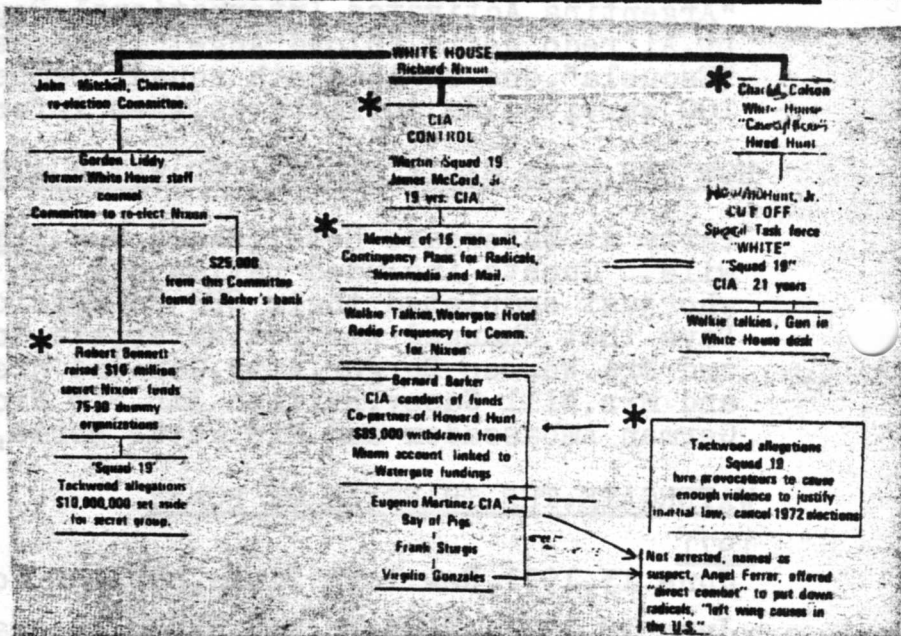 WHITE HOUSE
Richard Nixon
John Mitchell, Chairman
re-election Committee.
Gordon Liddy
former White House staff
counsel
Committee to re-elect Nixon
$25,000
from this Committee
found in Barker's bank
* Robert Bennett
raised $10 million
secret Nixon funds
75-90 dummy
organizations
'Squad 19'
Tackwood allegations
$10,000,000 set aside
for secret group.
* CIA
CONTROL
"Martin" Squad 19
James McCord, Jr.
19 yrs. CIA
* Member of 15 man unit,
Contingency Plans for Radicals,
Newsmedia and Mail.
Walkie Talkies, Watergate Hotel
Radio Frequency for Comm.
for Nixon
Bernard Barker
CIA conduit of funds
Co-partner of Howard Hunt
$89,000 withdrawn from
Miami account linked to
Watergate fundings
Eugenio Martinez CIA
Bay of Pigs
Frank Sturgis
Virgilio Gonzales
* Colson
White House
Hired Hunt
Hunt, Jr.
CUT OFF
Special Task force
"WHITE"
"Squad 19"
CIA 21 years
Walkie talkies, Gun in
White House desk
* Tackwood allegations
Squad 19
hire provocateurs to cause
enough violence to justify
martial law, cancel 1972 elections
Not arrested, named as
suspect, Angel Ferrer, offered
"direct combat" to put down
radicals, "left wing causes in
the U.S."